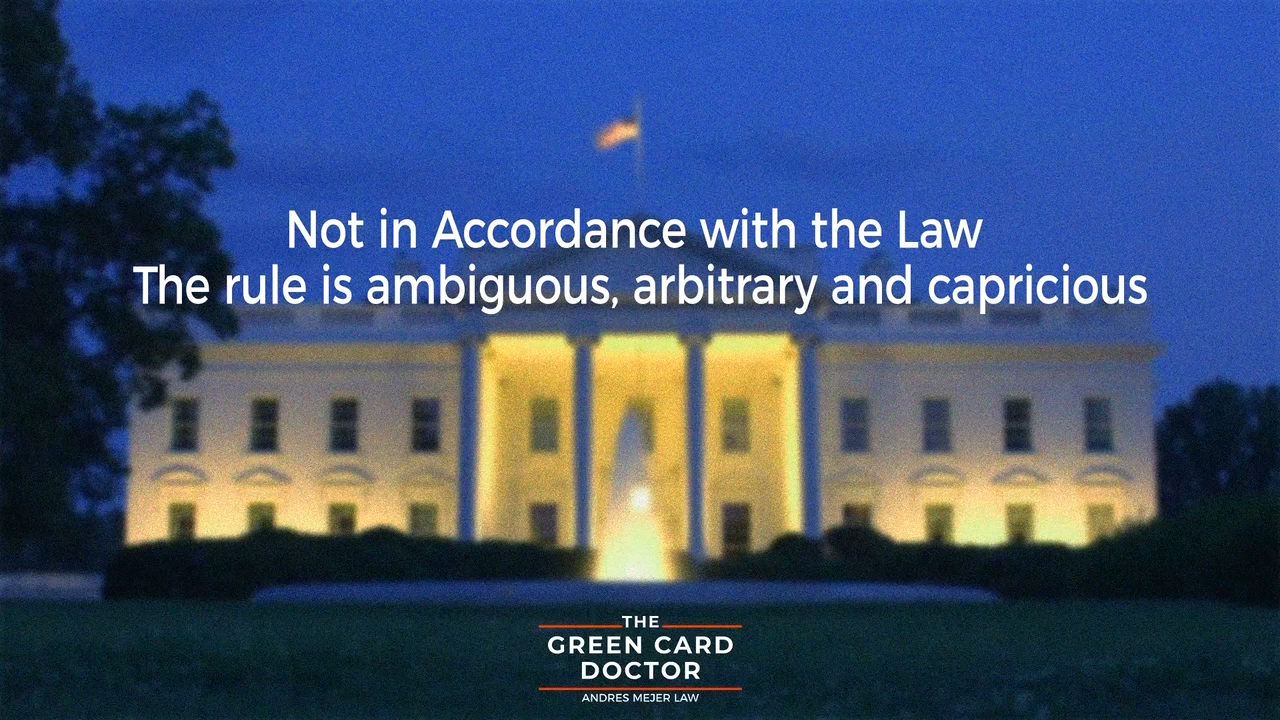 Not in Accordance with the Law
The rule is ambiguous, arbitrary and capricious
THE
GREEN CARD
DOCTOR
ANDRES MEJER LAW